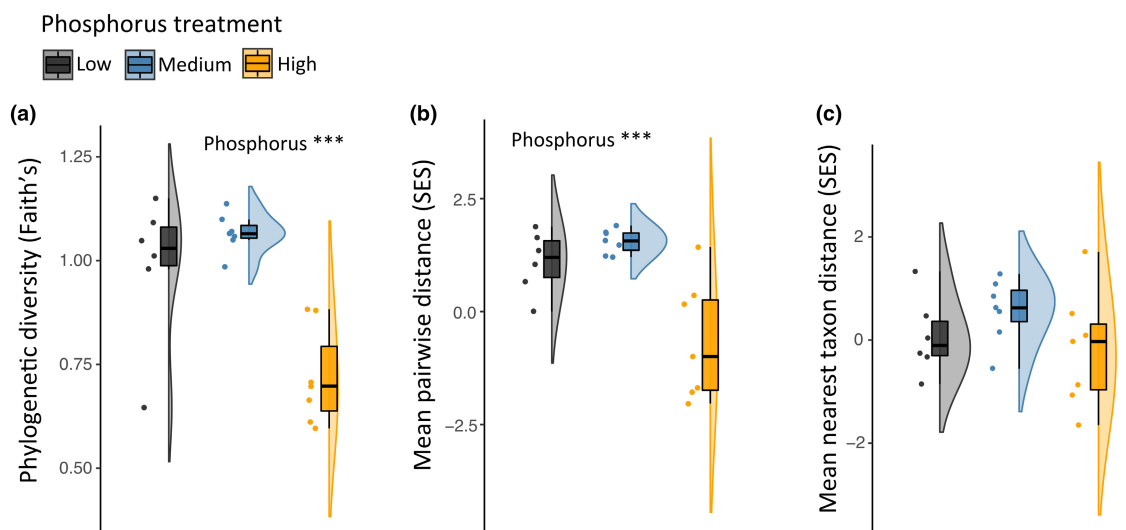 Phosphorus treatment
Low Medium High
(a)
Phylogenetic diversity (Faith's)
1.25
1.00
0.75
0.50
Phosphorus ***
(b)
Mean pairwise distance (SES)
2.5
0.0
−2.5
Phosphorus ***
(c)
Mean nearest taxon distance (SES)
2
0
−2